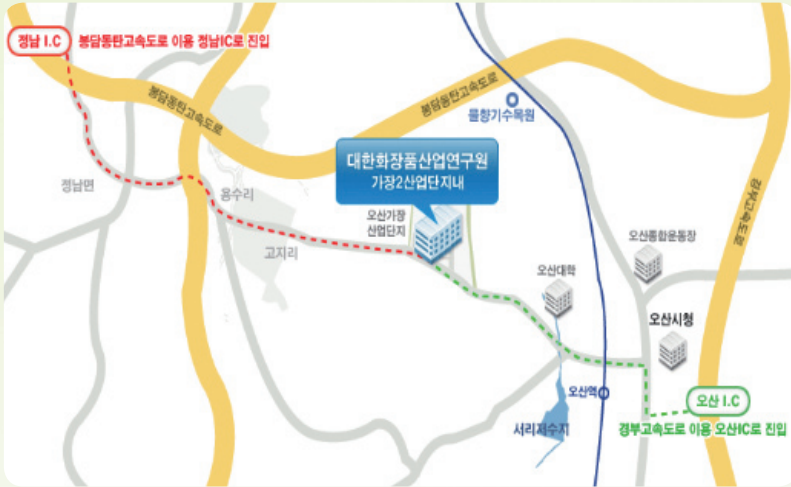 정남 I.C
봉담동탄고속도로 이용 정남IC로 진입
봉담동탄고속도로
봉담동탄고속도로
물향기수목원
대한화장품산업연구원
가장2산업단지내
정남면
용수리
오산가장
산업단지
고지리
경부고속도로
오산종합운동장
오산대학
오산시청
오산역
오산 I.C
서리저수지
경부고속도로 이용 오산IC로 진입